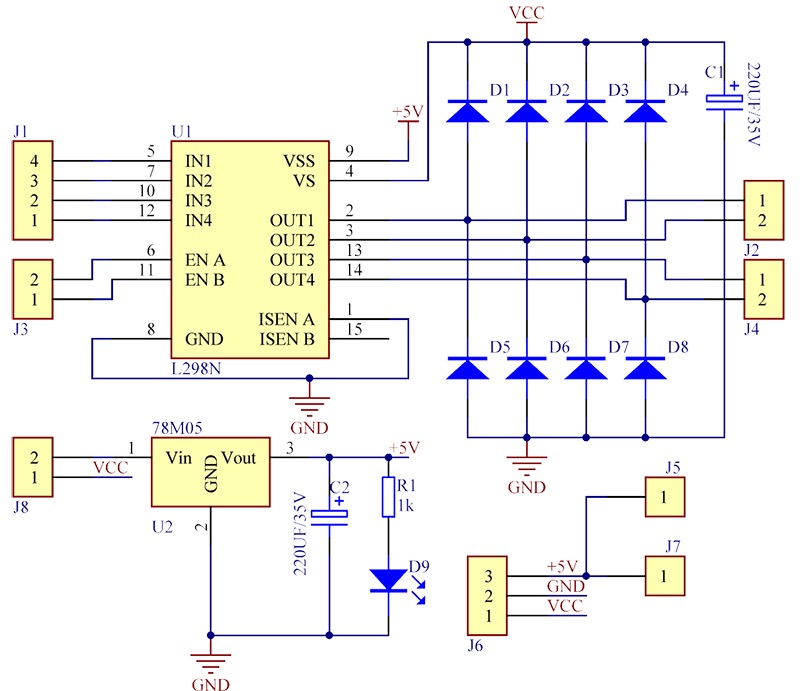 VCC
C1
+
220UF/35V
D1 D2 D3 D4
+5V
J1
U1
4 5 IN1 VSS 9
3 7 IN2 VS 4
2 10 IN3
1 12 IN4 OUT1 2
OUT2 3
6 EN A OUT3 13
2 11 EN B OUT4 14
1
J3
ISEN A 1
8 GND ISEN B 15
L298N
GND
1
2
J2
1
2
J4
D5 D6 D7 D8
GND
78M05
2 1 Vin Vout 3 +5V
1 VCC
GND
J8
U2
2
C2
+
220UF/35V
R1
1k
D9
GND
J5
1
J7
3 +5V 1
2 GND
1 VCC
J6